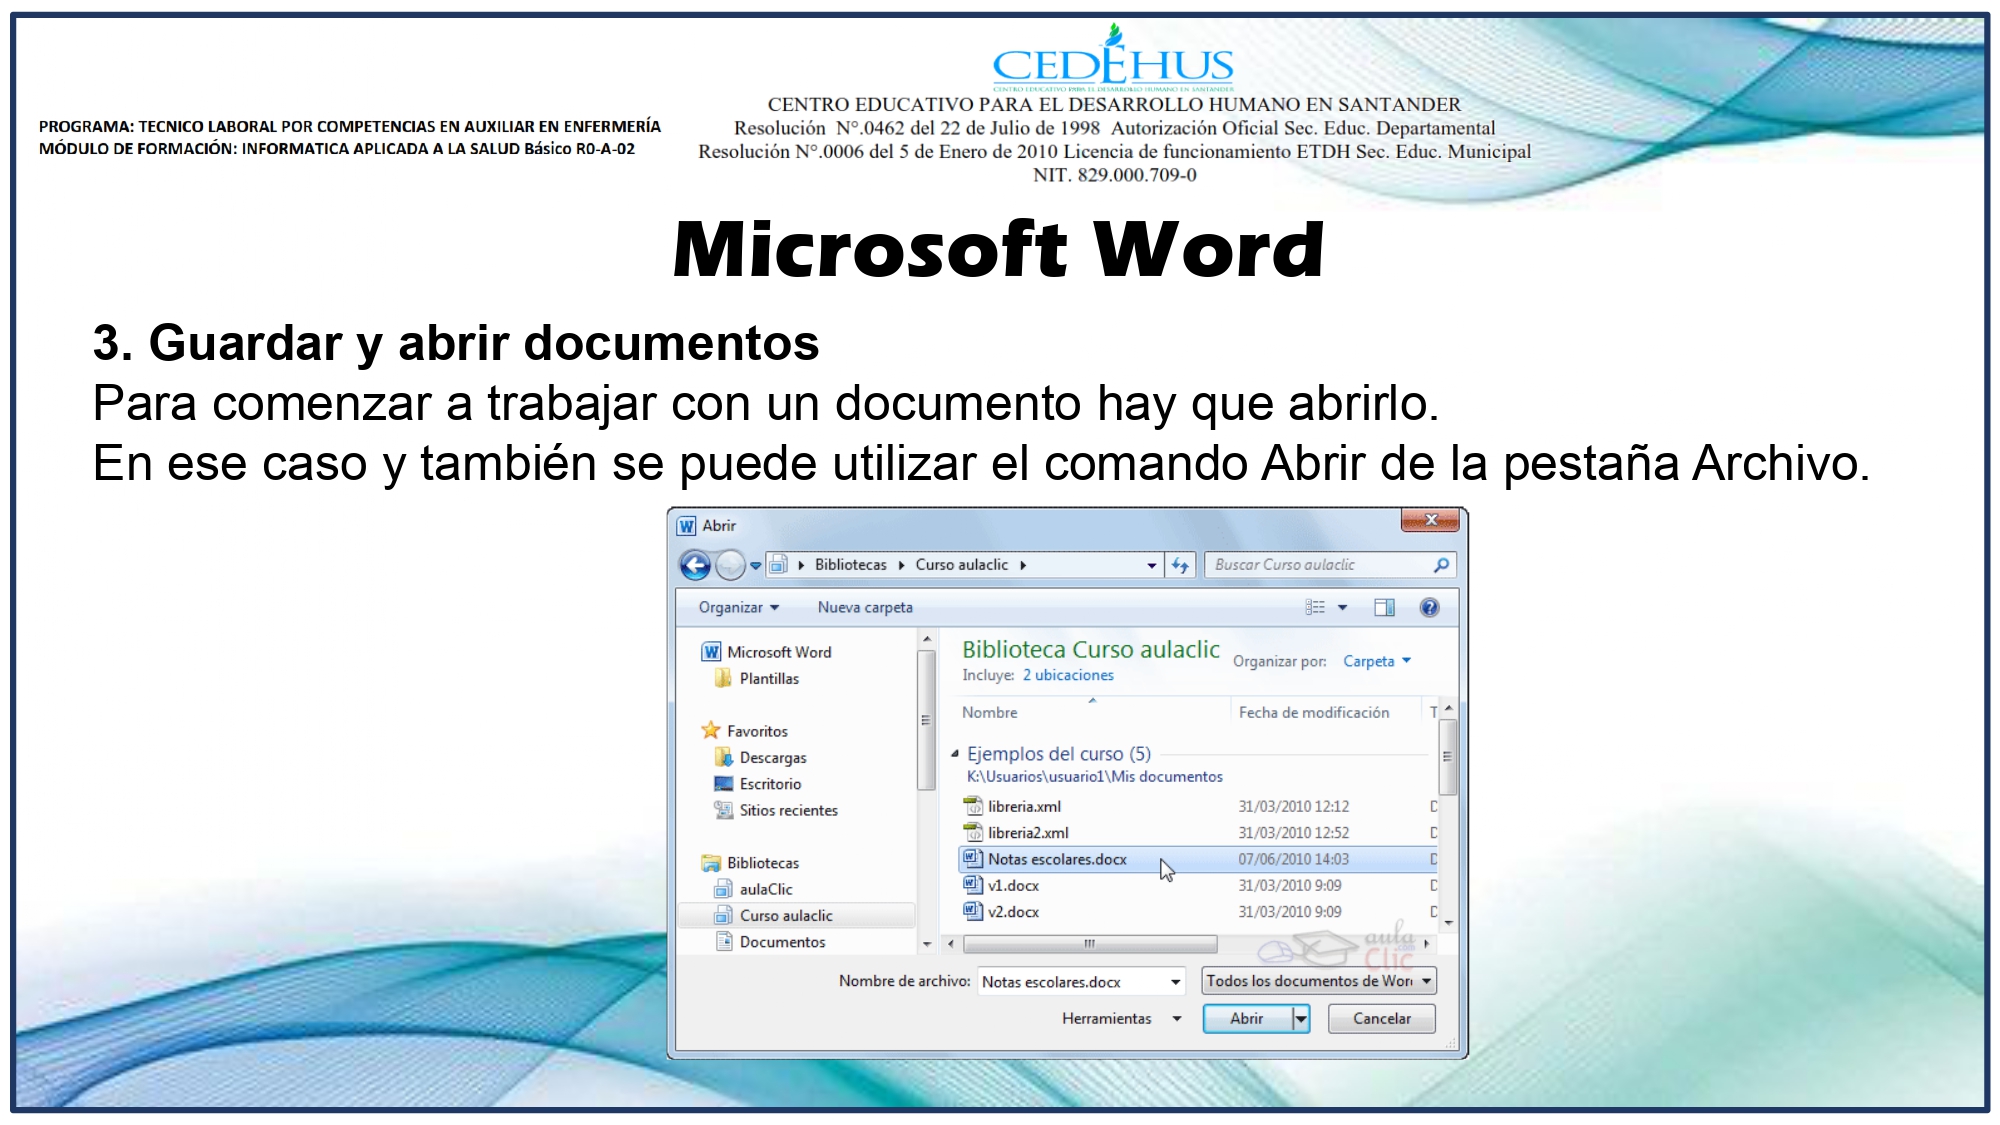 CEDEHUS
CENTRO EDUCATIVO PARA EL DESARROLLO HUMANO EN SANTANDER
CENTRO EDUCATIVO PARA EL DESARROLLO HUMANO EN SANTANDER
Resolución N°.0462 del 22 de Julio de 1998 Autorización Oficial Sec. Educ. Departamental
Resolución N°.0006 del 5 de Enero de 2010 Licencia de funcionamiento ETDH Sec. Educ. Municipal
NIT. 829.000.709-0
PROGRAMA: TECNICO LABORAL POR COMPETENCIAS EN AUXILIAR EN ENFERMERÍA
MÓDULO DE FORMACIÓN: INFORMATICA APLICADA A LA SALUD Básico R0-A-02
Microsoft Word
3. Guardar y abrir documentos
Para comenzar a trabajar con un documento hay que abrirlo.
En ese caso y también se puede utilizar el comando Abrir de la pestaña Archivo.
Abrir
Bibliotecas Curso aulaclic
Buscar Curso aulaclic
Organizar Nueva carpeta
Microsoft Word
Plantillas
Favoritos
Descargas
Escritorio
Sitios recientes
Bibliotecas
aulaClic
Curso aulaclic
Documentos
Biblioteca Curso aulaclic
Incluye: 2 ubicaciones
Organizar por: Carpeta
Nombre Fecha de modificación T
Ejemplos del curso (5)
K:\Usuarios\usuario1\Mis documentos
libreria.xml 31/03/2010 12:12 D
libreria2.xml 31/03/2010 12:52 D
Notas escolares.docx 07/06/2010 14:03 D
v1.docx 31/03/2010 9:09 D
v2.docx 31/03/2010 9:09 D
aula
.com
Clic
Nombre de archivo: Notas escolares.docx Todos los documentos de Wor
Herramientas Abrir Cancelar